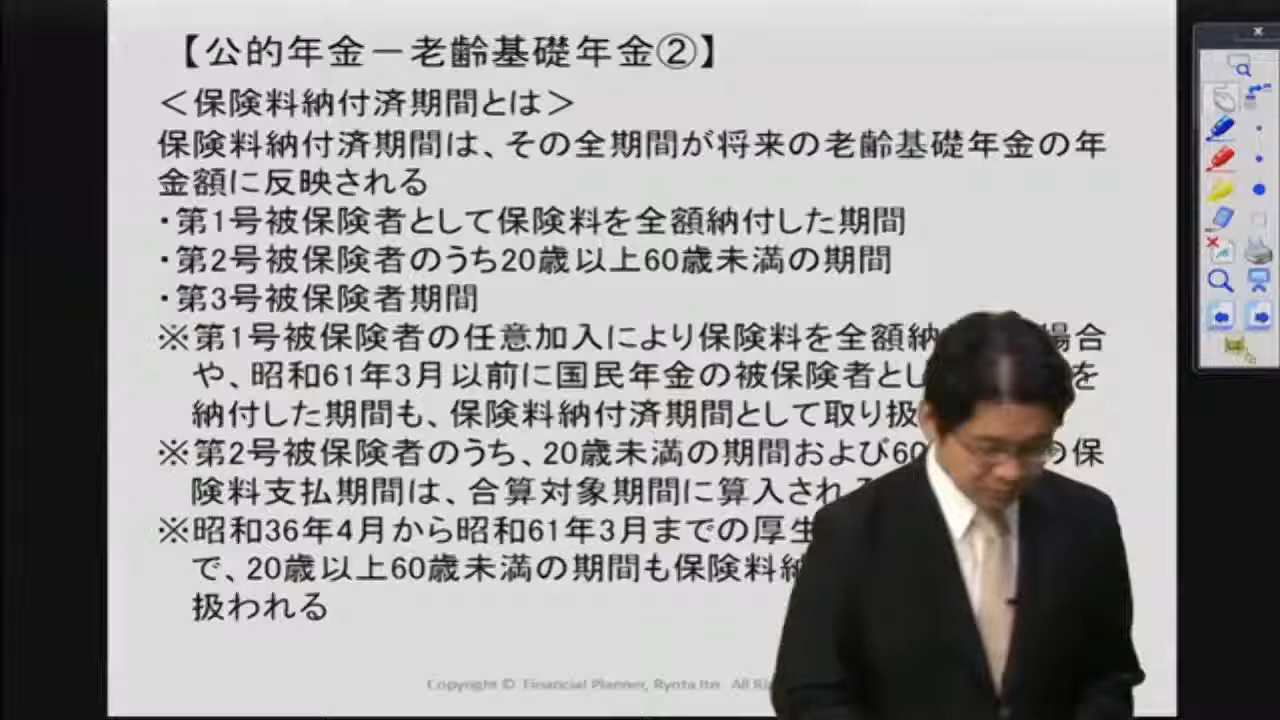 【公的年金－老齢基礎年金②】
＜保険料納付済期間とは＞
保険料納付済期間は、その全期間が将来の老齢基礎年金の年
金額に反映される
・第1号被保険者として保険料を全額納付した期間
・第2号被保険者のうち20歳以上60歳未満の期間
・第3号被保険者期間
※第1号被保険者の任意加入により保険料を全額納 場合
や、昭和61年3月以前に国民年金の被保険者とし を
納付した期間も、保険料納付済期間として取り扱
※第2号被保険者のうち、20歳未満の期間および60 の保
険料支払期間は、合算対象期間に算入され
※昭和36年4月から昭和61年3月までの厚生
で、20歳以上60歳未満の期間も保険料納
扱われる
Copyright © Financial Planner, Ryota Ito All